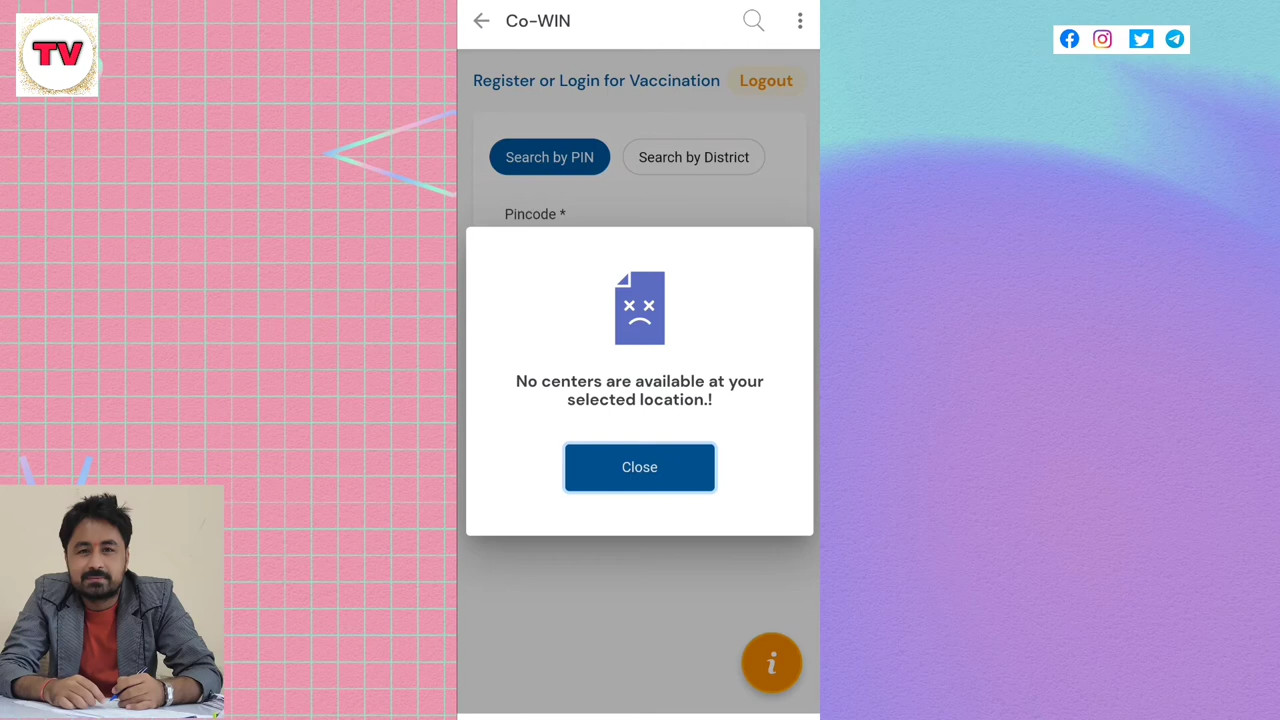 TV
Co-WIN
Register or Login for Vaccination
Logout
Search by PIN
Search by District
Pincode *
No centers are available at your
selected location.!
Close
i